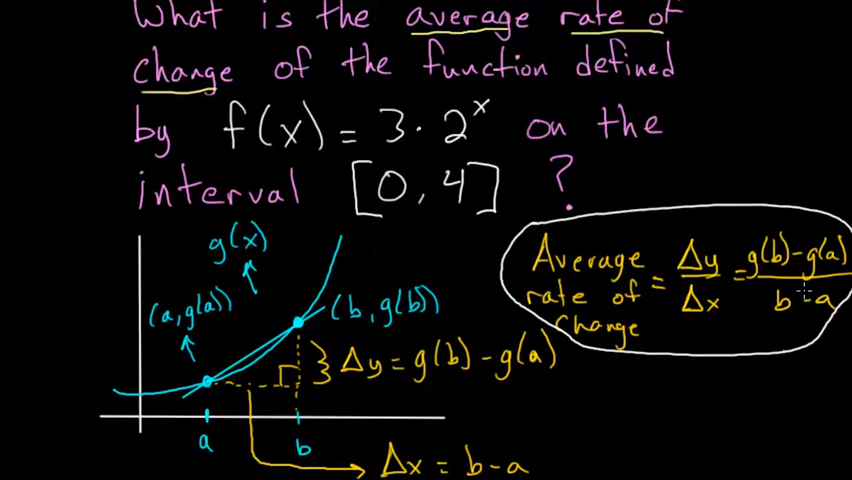 What is the average rate of
change of the function defined
by f(x) = 3 · 2^x on the
interval [0, 4] ?
g(x)
(a, g(a))
(b, g(b))
Δy = g(b) - g(a)
a
b
Δx = b - a
Average
rate of
change
= Δy/Δx = g(b) - g(a)/b - a